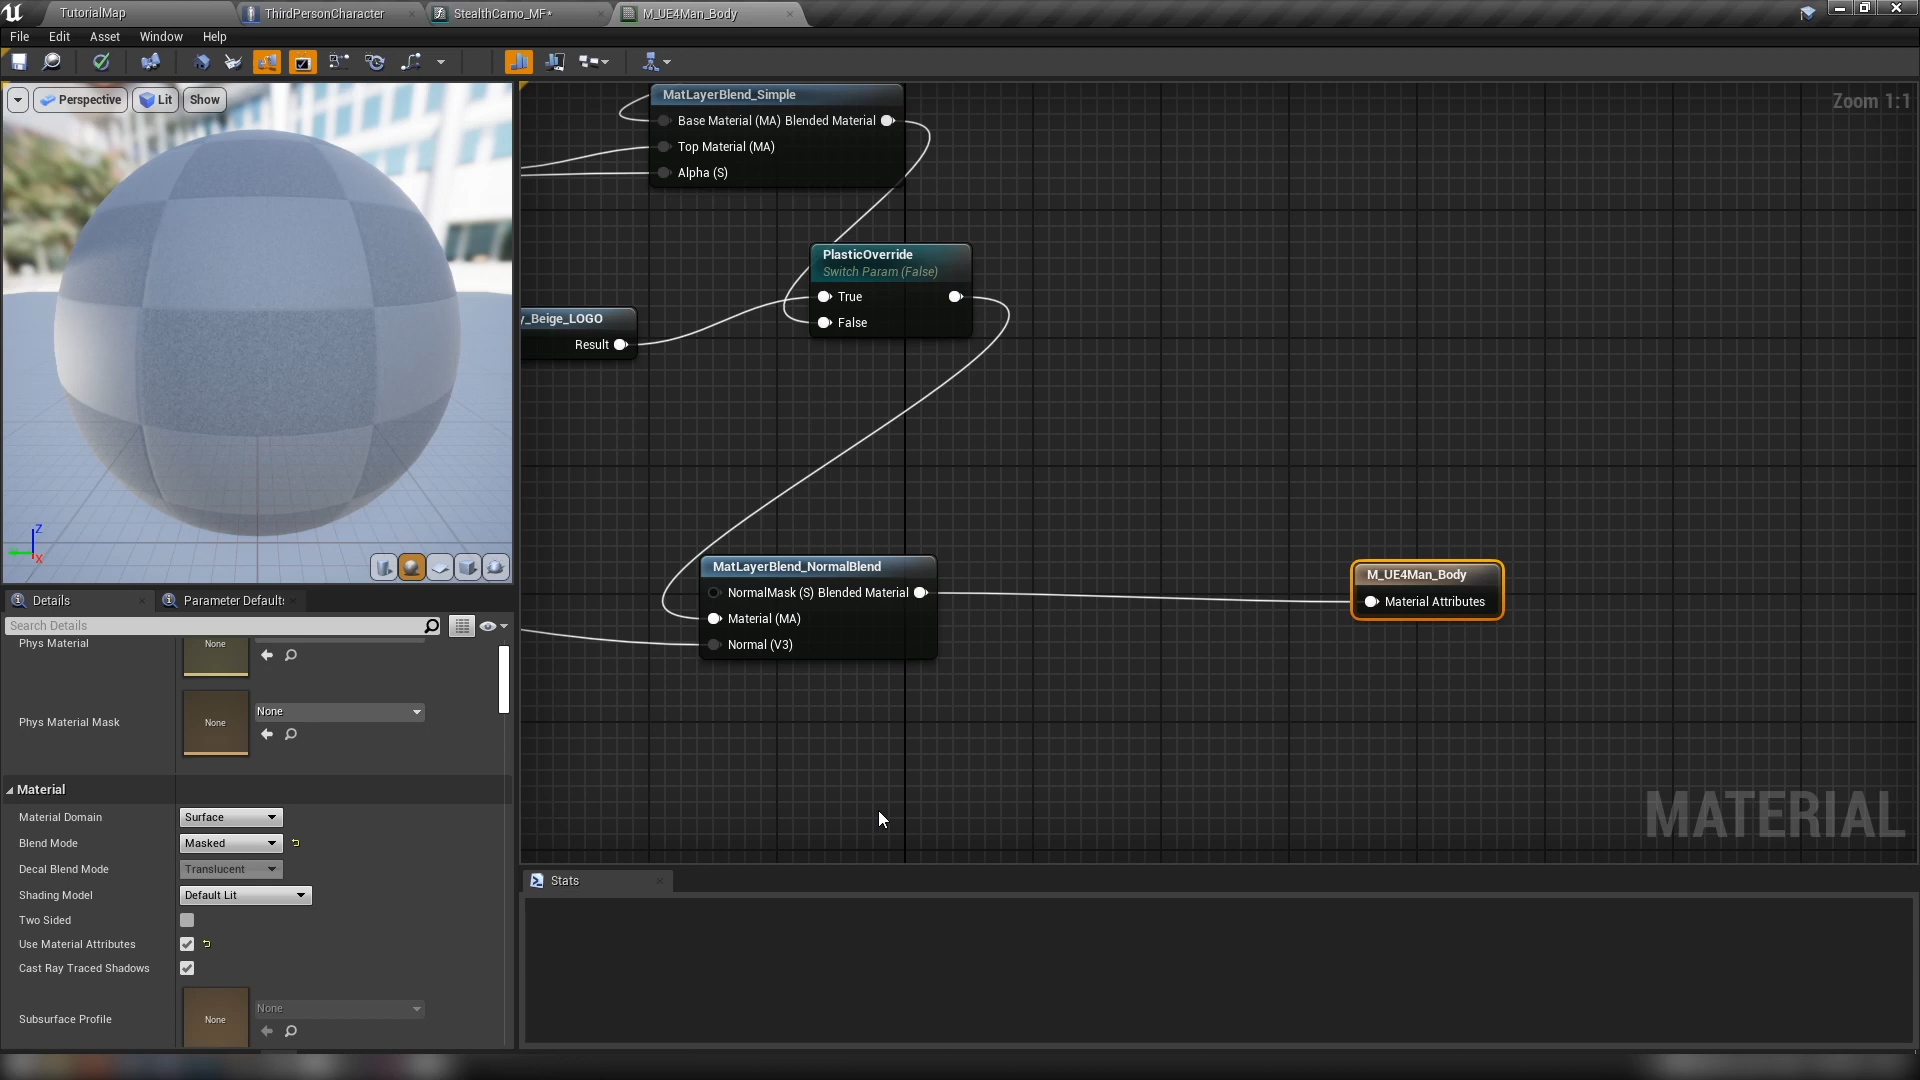 TutorialMap
ThirdPersonCharacter
StealthCamo_MF*
M_UE4Man_Body
File Edit Asset Window Help
Perspective
Lit
Show
Zoom 1:1
MatLayerBlend_Simple
Base Material (MA) Blended Material
Top Material (MA)
Alpha (S)
PlasticOverride
Switch Param (False)
True
False
y_Beige_LOGO
Result
MatLayerBlend_NormalBlend
NormalMask (S) Blended Material
Material (MA)
Normal (V3)
M_UE4Man_Body
Material Attributes
MATERIAL
Z
X
Details
Parameter Defaults
Search Details
Phys Material
None
Phys Material Mask
None
None
Material
Material Domain
Surface
Blend Mode
Masked
Decal Blend Mode
Translucent
Shading Model
Default Lit
Two Sided
Use Material Attributes
Cast Ray Traced Shadows
Subsurface Profile
None
None
Stats